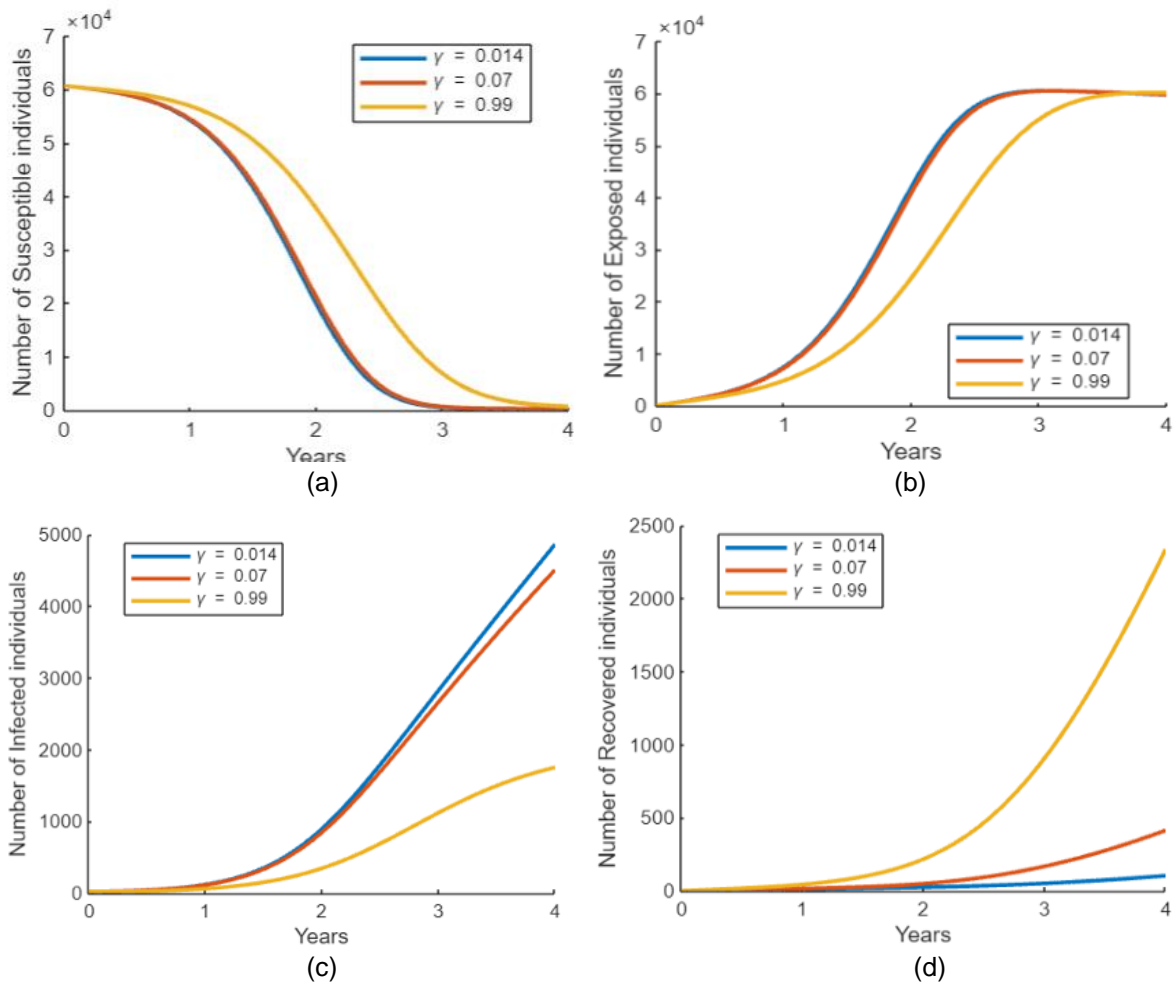 ×10⁴
7
6
5
4
3
2
1
0
Number of Susceptible individuals
γ = 0.014
γ = 0.07
γ = 0.99
0 1 2 3 4
Years
(a)
×10⁴
7
6
5
4
3
2
1
0
Number of Exposed individuals
γ = 0.014
γ = 0.07
γ = 0.99
0 1 2 3 4
Years
(b)
5000
4000
3000
2000
1000
0
Number of Infected individuals
γ = 0.014
γ = 0.07
γ = 0.99
0 1 2 3 4
Years
(c)
2500
2000
1500
1000
500
0
Number of Recovered individuals
γ = 0.014
γ = 0.07
γ = 0.99
0 1 2 3 4
Years
(d)